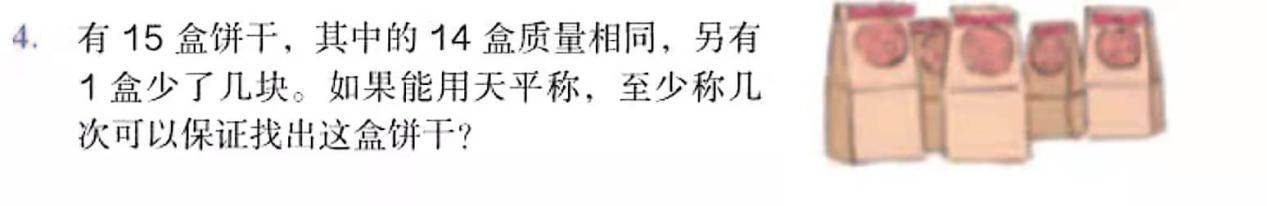 4. 有 15 盒饼干，其中的 14 盒质量相同，另有
1 盒少了几块。如果能用天平称，至少称几
次可以保证找出这盒饼干？